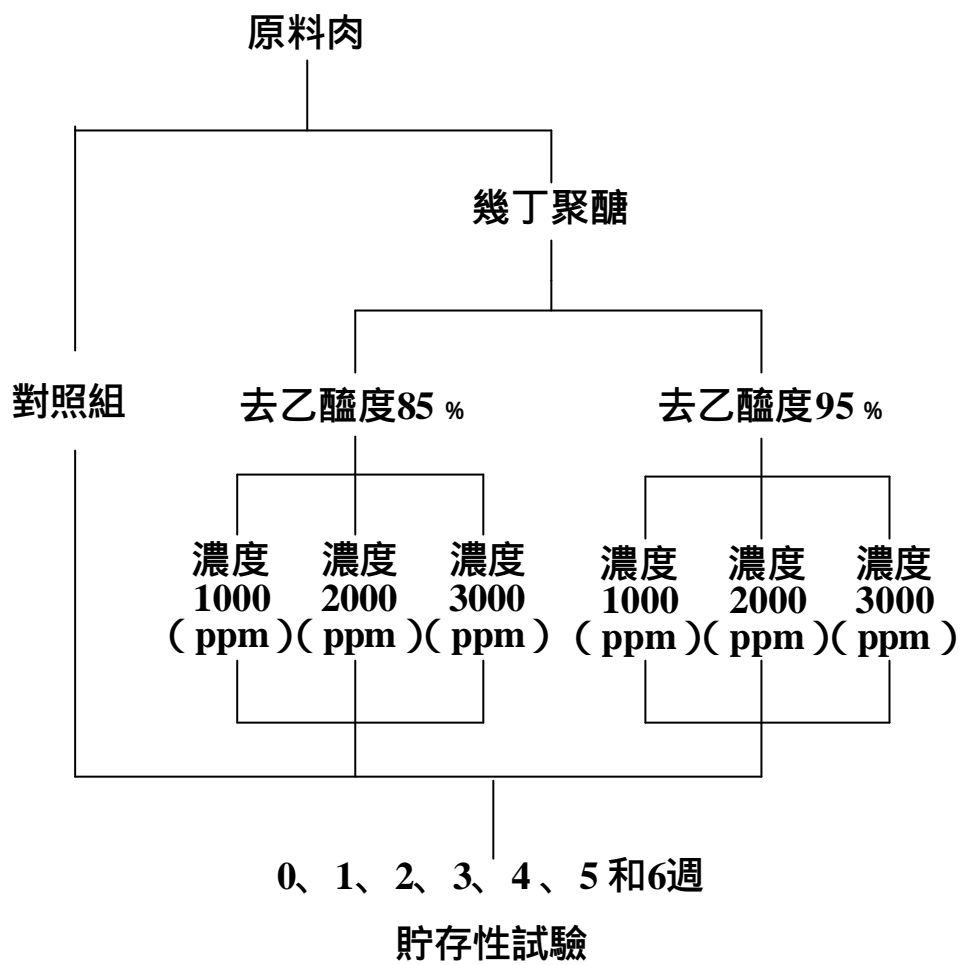 原料肉
幾丁聚醣
對照組
去乙醯度85 %
去乙醯度95 %
濃度 濃度 濃度
1000 2000 3000
（ppm）（ppm）（ppm）
濃度 濃度 濃度
1000 2000 3000
（ppm）（ppm）（ppm）
0、1、2、3、4、5 和6週
貯存性試驗